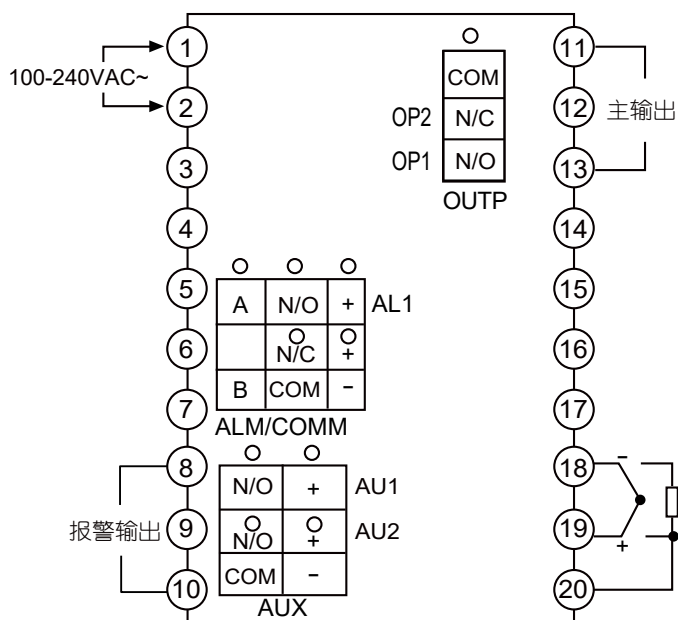 1
11
100-240VAC~
COM
2
OP2
N/C
12
主输出
OP1
N/O
3
13
OUTP
4
14
5
A
N/O
+
AL1
15
6
N/C
+
16
B
COM
-
7
17
ALM/COMM
8
18
-
N/O
+
AU1
报警输出
9
N/O
+
AU2
19
+
COM
-
10
20
AUX